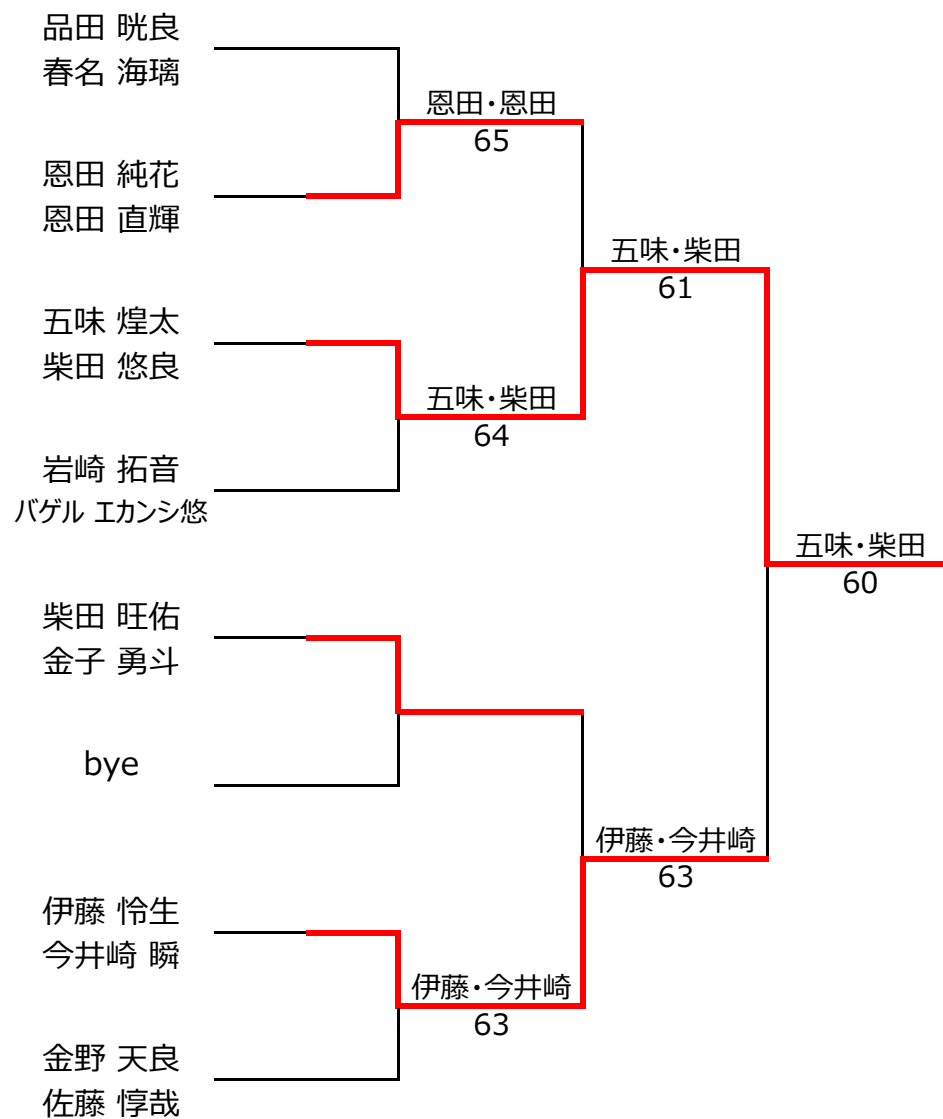 品田 晄良
春名 海璃
恩田・恩田
65
恩田 純花
恩田 直輝
五味・柴田
61
五味 煌太
柴田 悠良
五味・柴田
64
岩崎 拓音
バゲル エカンシ悠
五味・柴田
60
柴田 旺佑
金子 勇斗
bye
伊藤・今井崎
63
伊藤 怜生
今井崎 瞬
伊藤・今井崎
63
金野 天良
佐藤 惇哉